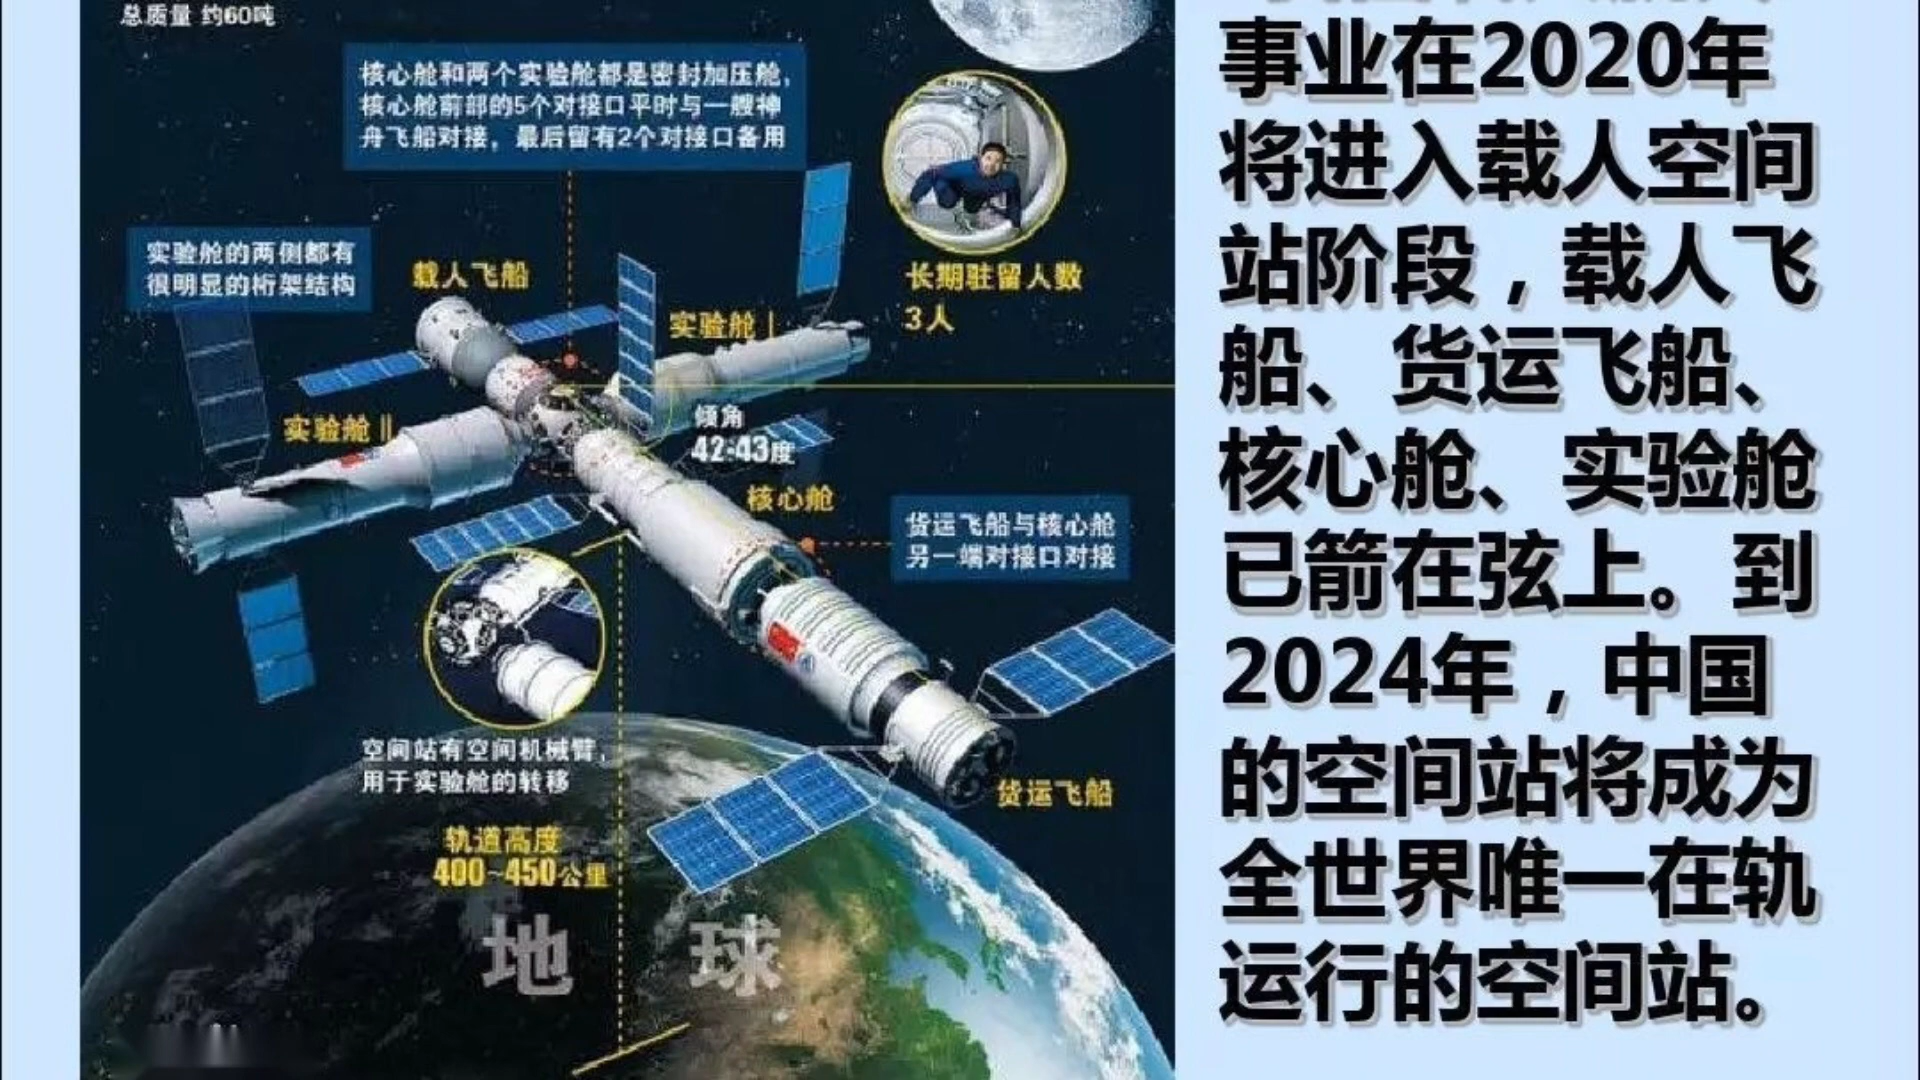 总质量 约60吨
核心舱和两个实验舱都是密封加压舱，
核心舱前部的5个对接口平时与一艘神
舟飞船对接，最后留有2个对接口备用
实验舱的两侧都有
很明显的桁架结构
载人飞船
实验舱Ⅰ
长期驻留人数
3人
实验舱Ⅱ
倾角
42-43度
核心舱
货运飞船与核心舱
另一端对接口对接
空间站有空间机械臂，
用于实验舱的转移
货运飞船
轨道高度
400~450公里
地 球
事业在2020年
将进入载人空间
站阶段，载人飞
船、货运飞船、
核心舱、实验舱
已箭在弦上。到
2024年，中国
的空间站将成为
全世界唯一在轨
运行的空间站。